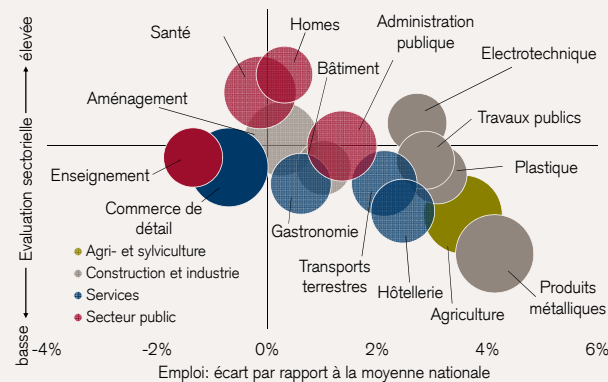 Santé
Homes
Administration
publique
Bâtiment
Electrotechnique
Aménagement
Travaux publics
Enseignement
Plastique
Commerce de
détail
Gastronomie
Transports
terrestres
Hôtellerie
Agriculture
Produits
métalliques
Agri- et sylviculture
Construction et industrie
Services
Secteur public
basse Evaluation sectorielle élevée
-4% -2% 0% 2% 4% 6%
Emploi: écart par rapport à la moyenne nationale